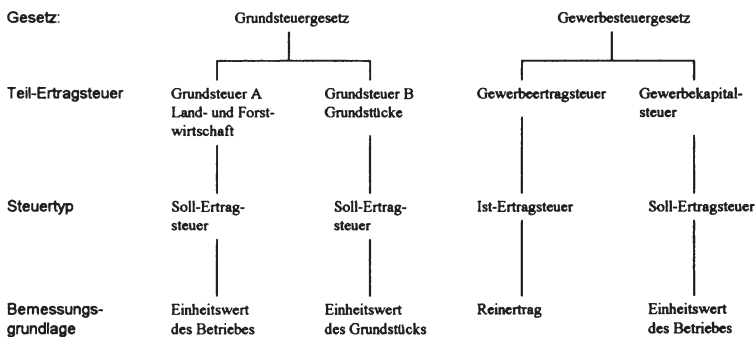 Gesetz: Grundsteuergesetz Gewerbesteuergesetz
Teil-Ertragsteuer Grundsteuer A Grundsteuer B Gewerbeertragsteuer Gewerbekapital-
Land- und Forst- Grundstücke steuer
wirtschaft
Steuertyp Soll-Ertrag- Soll-Ertrag- Ist-Ertragsteuer Soll-Ertragsteuer
steuer steuer
Bemessungs- Einheitswert Einheitswert Reinertrag Einheitswert
grundlage des Betriebes des Grundstücks des Betriebes